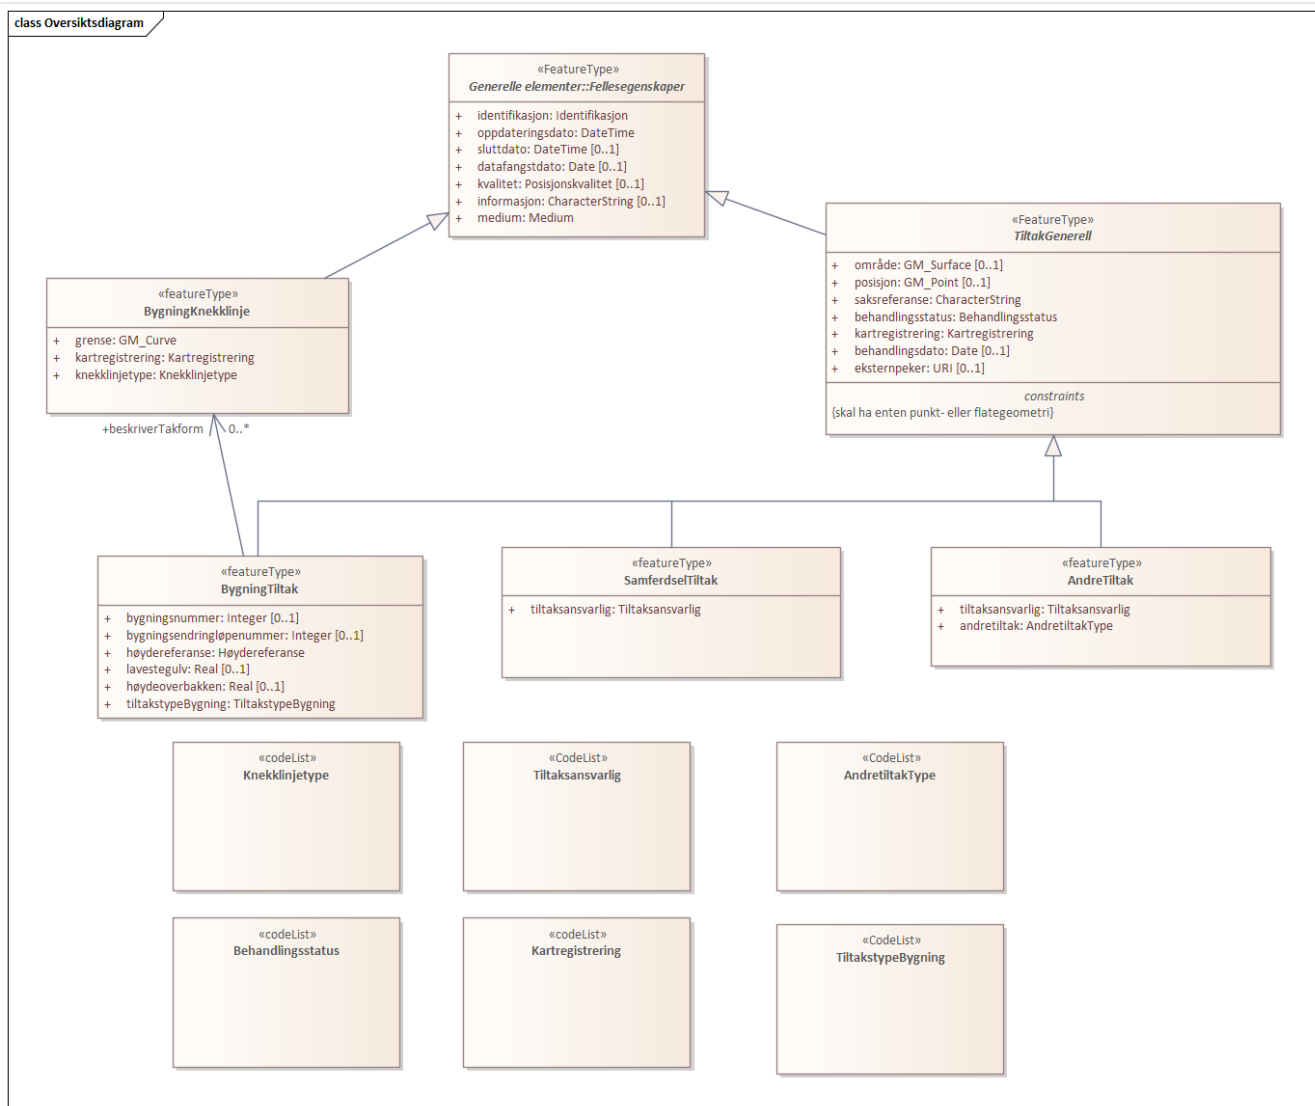 class Oversiktsdiagram
«FeatureType»
Generelle elementer::Fellesegenskaper
+ identifikasjon: Identifikasjon
+ oppdateringsdato: DateTime
+ sluttdato: DateTime [0..1]
+ datafangstdato: Date [0..1]
+ kvalitet: Posisjonskvalitet [0..1]
+ informasjon: CharacterString [0..1]
+ medium: Medium
«FeatureType»
TiltakGenerell
+ område: GM_Surface [0..1]
+ posisjon: GM_Point [0..1]
+ saksreferanse: CharacterString
+ behandlingsstatus: Behandlingsstatus
+ kartregistrering: Kartregistrering
+ behandlingsdato: Date [0..1]
+ eksternpeker: URI [0..1]
constraints
{skal ha enten punkt- eller flategeometri}
«featureType»
BygningKnekklinje
+ grense: GM_Curve
+ kartregistrering: Kartregistrering
+ knekklinjetype: Knekklinjetype
+beskriverTakform 0..*
«featureType»
BygningTiltak
+ bygningsnummer: Integer [0..1]
+ bygningsendringløpenummer: Integer [0..1]
+ høydereferanse: Høydereferanse
+ lavestegulv: Real [0..1]
+ høydeoverbakken: Real [0..1]
+ tiltakstypeBygning: TiltakstypeBygning
«featureType»
SamferdselTiltak
+ tiltaksansvarlig: Tiltaksansvarlig
«featureType»
AndreTiltak
+ tiltaksansvarlig: Tiltaksansvarlig
+ andretiltak: AndretiltakType
«codeList»
Knekklinjetype
«CodeList»
Tiltaksansvarlig
«CodeList»
AndretiltakType
«codeList»
Behandlingsstatus
«codeList»
Kartregistrering
«CodeList»
TiltakstypeBygning